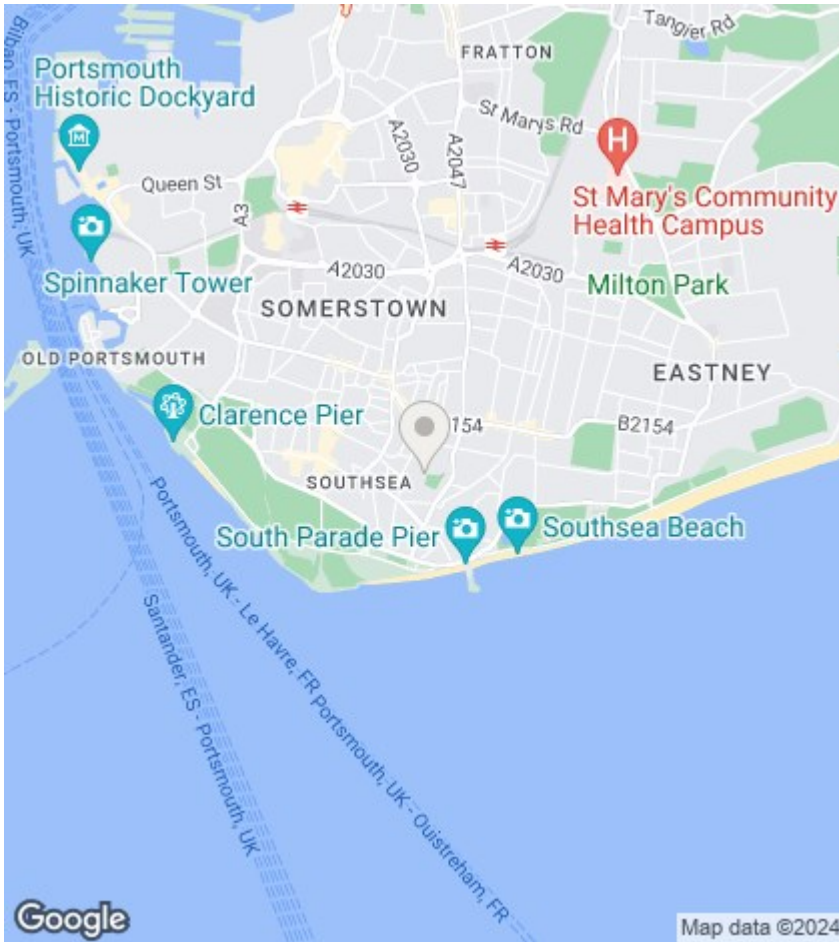 Tangier Rd
FRATTON
Portsmouth
Historic Dockyard
St Marys Rd
A2030
A2047
H
M
Queen St
A3
St Mary's Community
Health Campus
Bilbao, ES - Portsmouth, UK
A2030
A2030
Spinnaker Tower
Milton Park
SOMERSTOWN
OLD PORTSMOUTH
EASTNEY
Clarence Pier
154
B2154
SOUTHSEA
South Parade Pier
Southsea Beach
Portsmouth, UK - Le Havre, FR
Portsmouth, UK - Ouistreham, FR
Santander, ES - Portsmouth, UK
Google
Map data ©2024